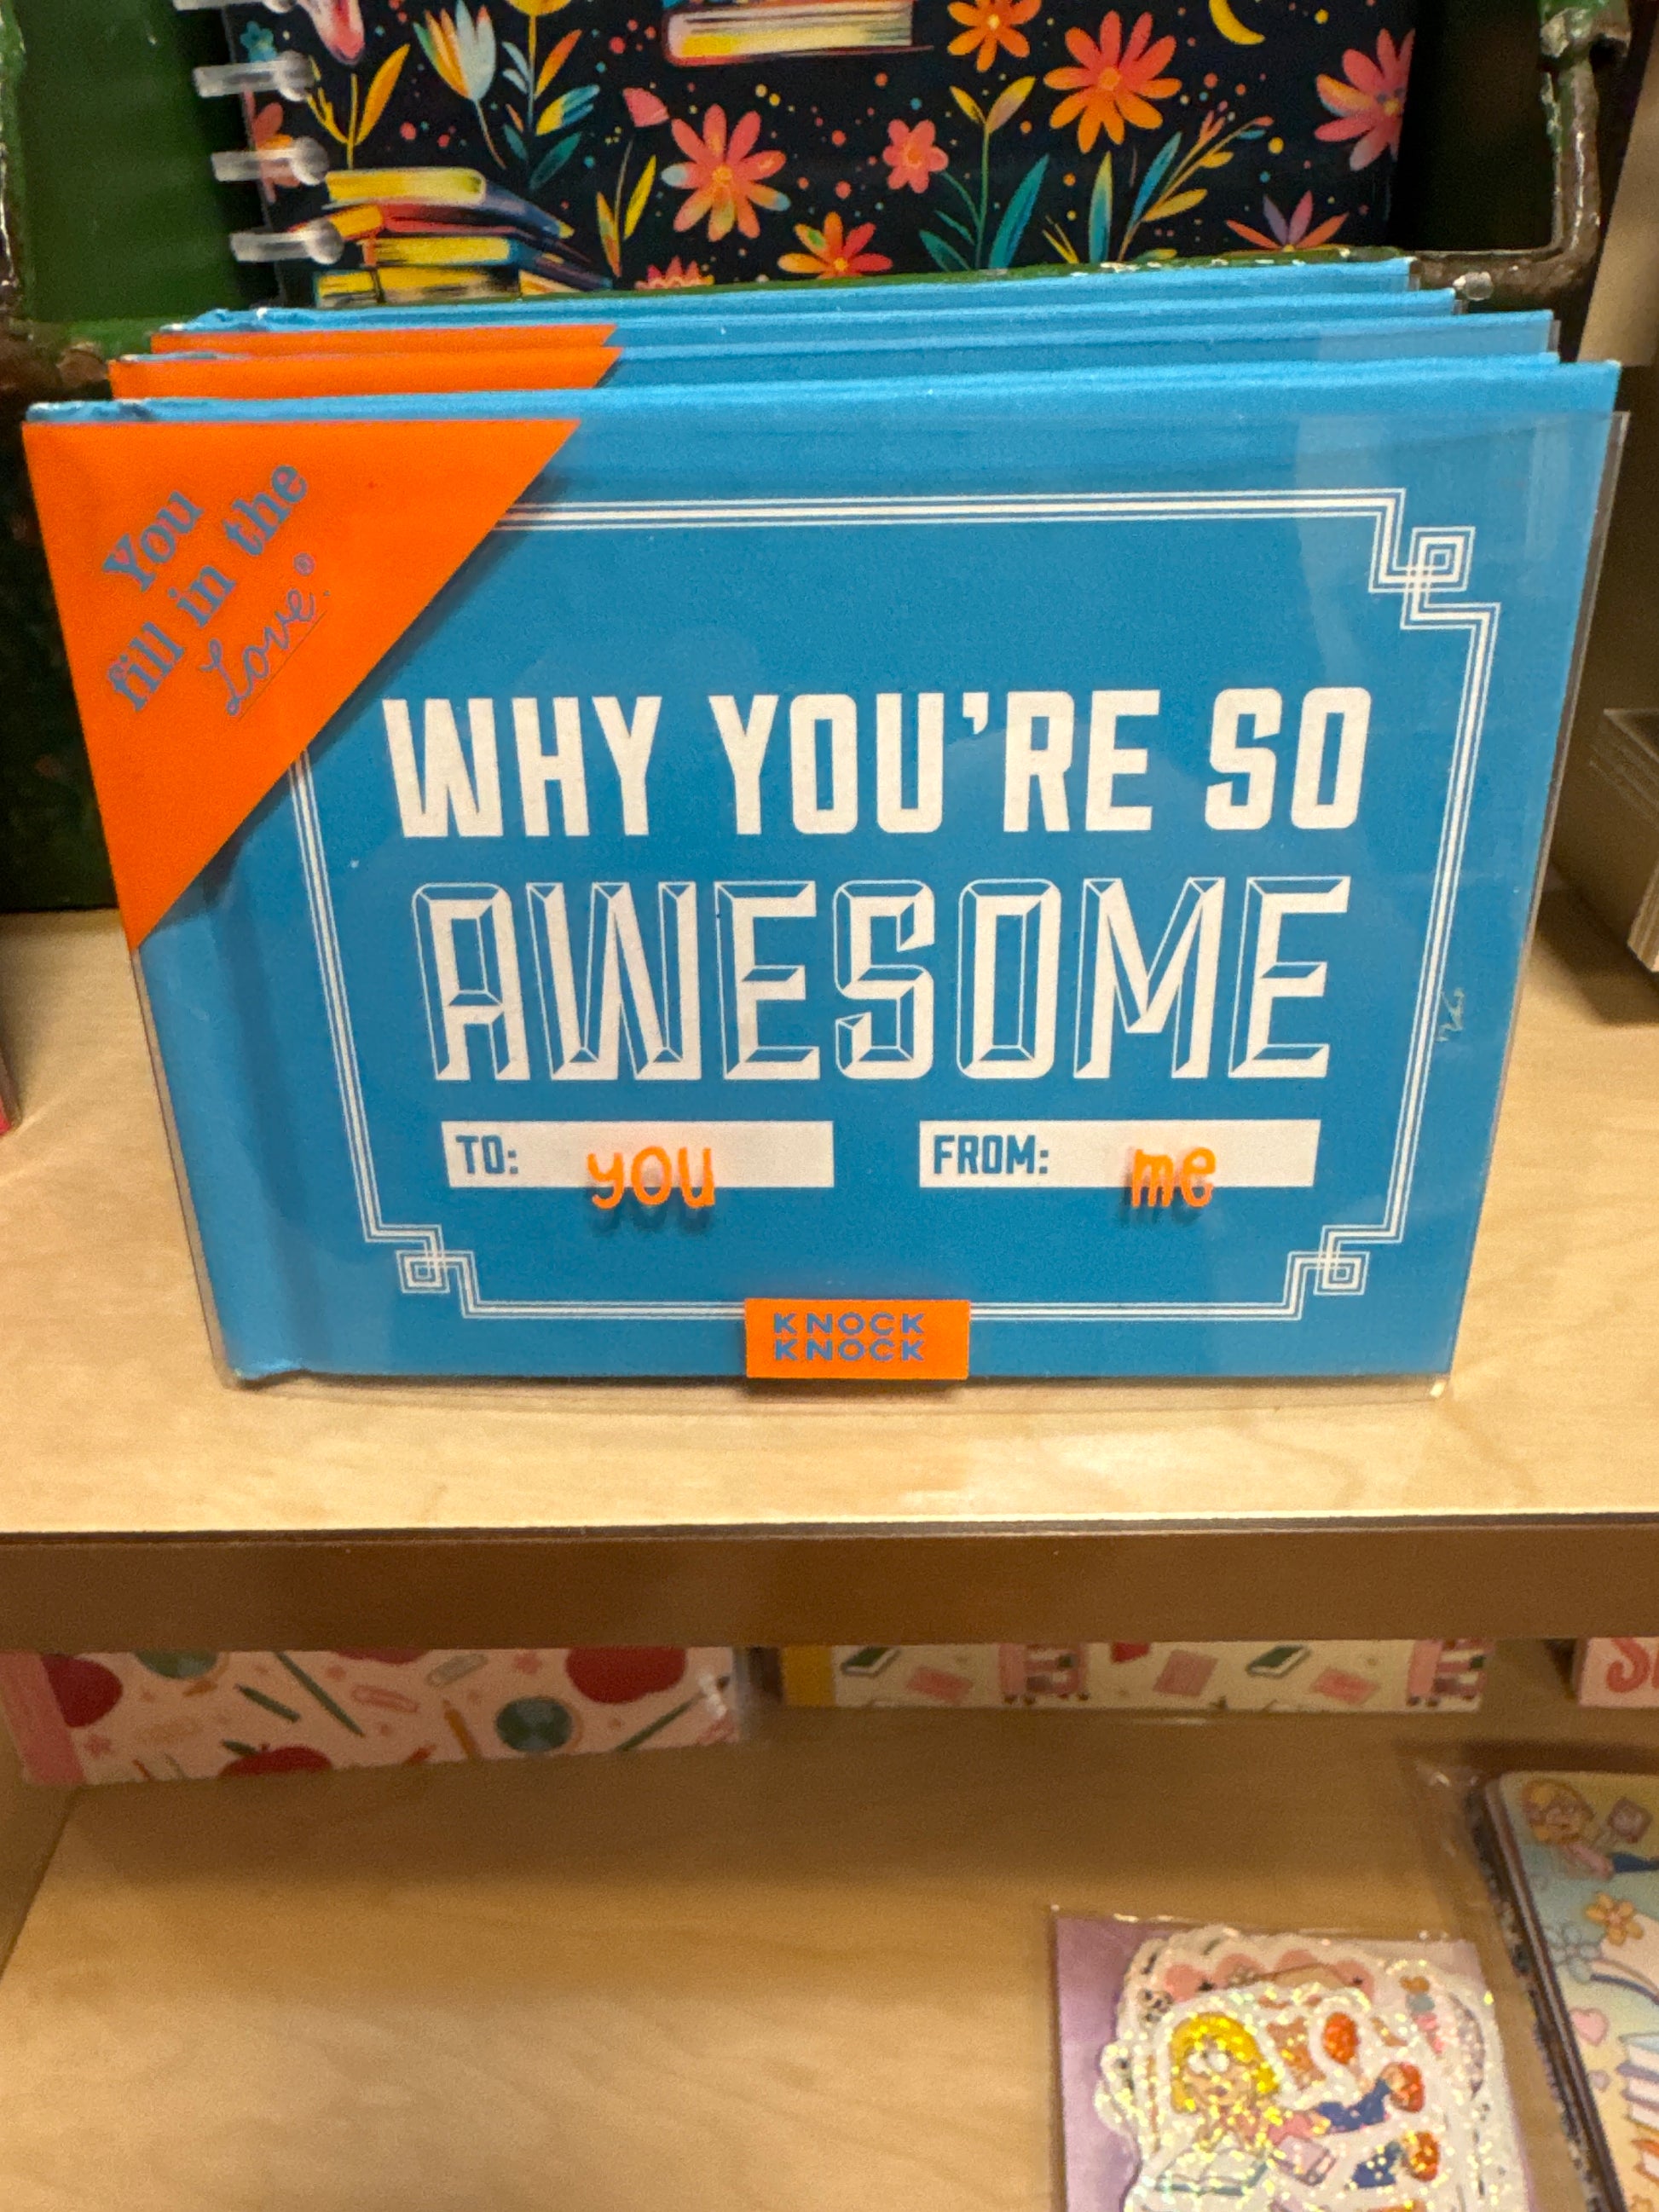 You
fill in the
Love.®
WHY YOU'RE SO
AWESOME
TO: you
FROM: me
KNOCK
KNOCK